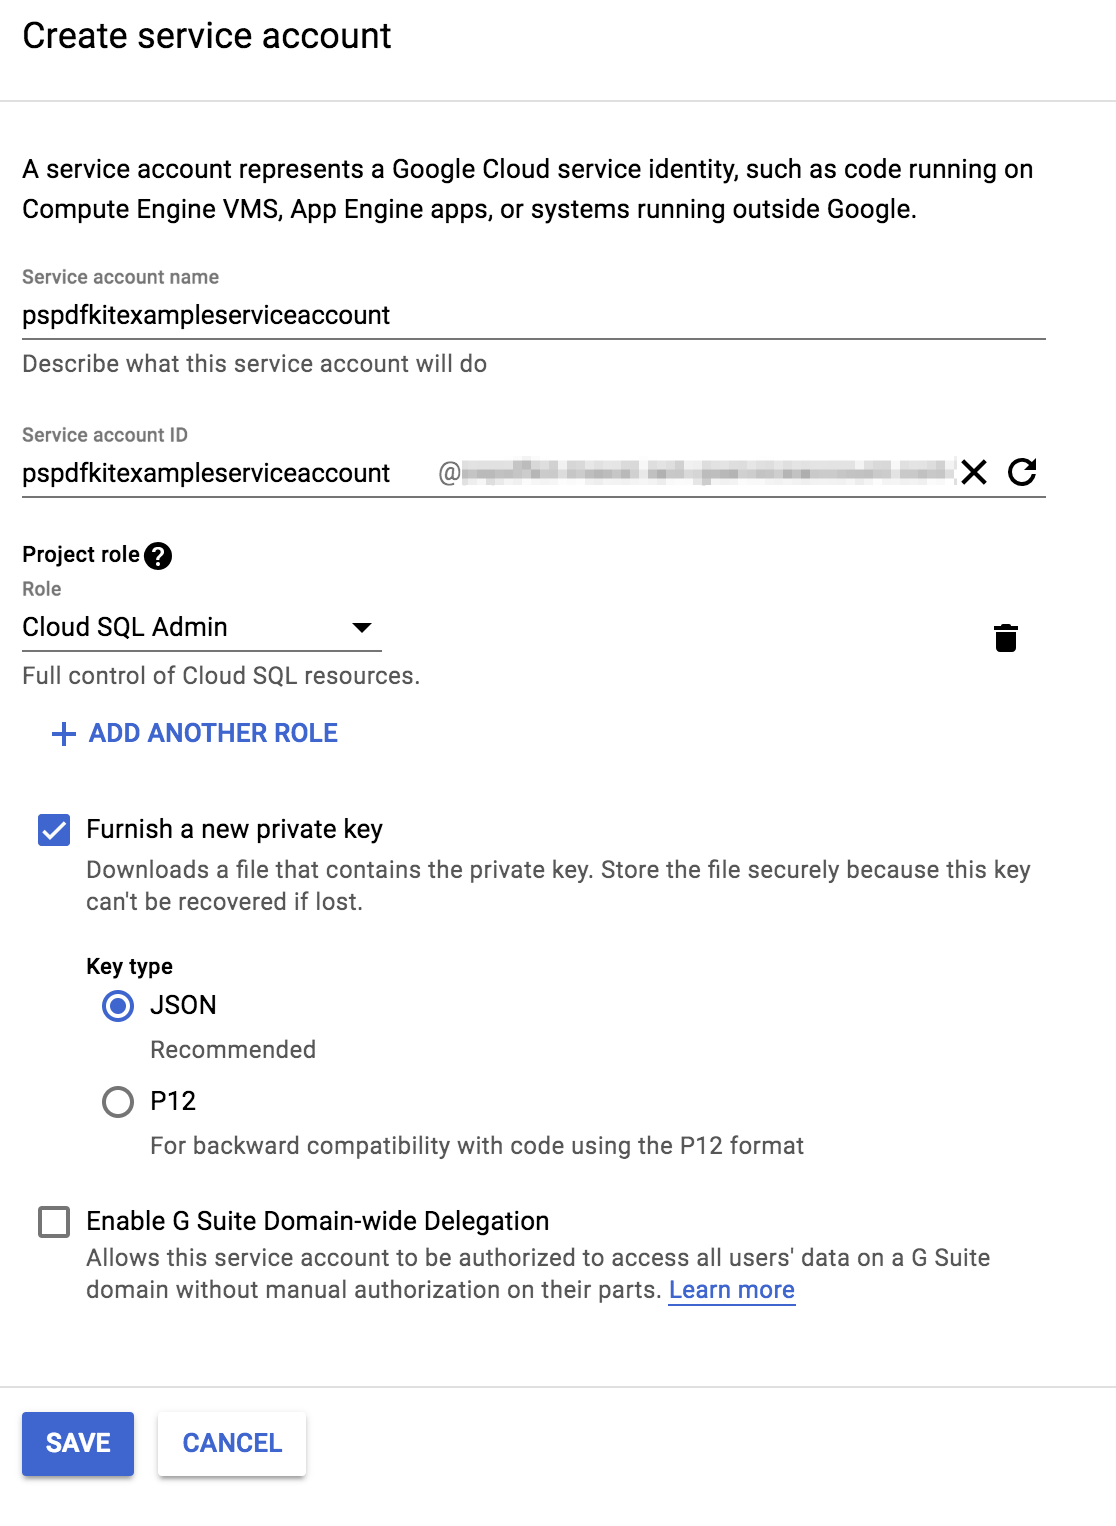 Create service account
A service account represents a Google Cloud service identity, such as code running on
Compute Engine VMS, App Engine apps, or systems running outside Google.
Service account name
pspdfkitexampleserviceaccount
Describe what this service account will do
Service account ID
pspdfkitexampleserviceaccount @
Project role ?
Role
Cloud SQL Admin
Full control of Cloud SQL resources.
+ ADD ANOTHER ROLE
Furnish a new private key
Downloads a file that contains the private key. Store the file securely because this key
can't be recovered if lost.
Key type
JSON
Recommended
P12
For backward compatibility with code using the P12 format
Enable G Suite Domain-wide Delegation
Allows this service account to be authorized to access all users' data on a G Suite
domain without manual authorization on their parts. Learn more
SAVE CANCEL